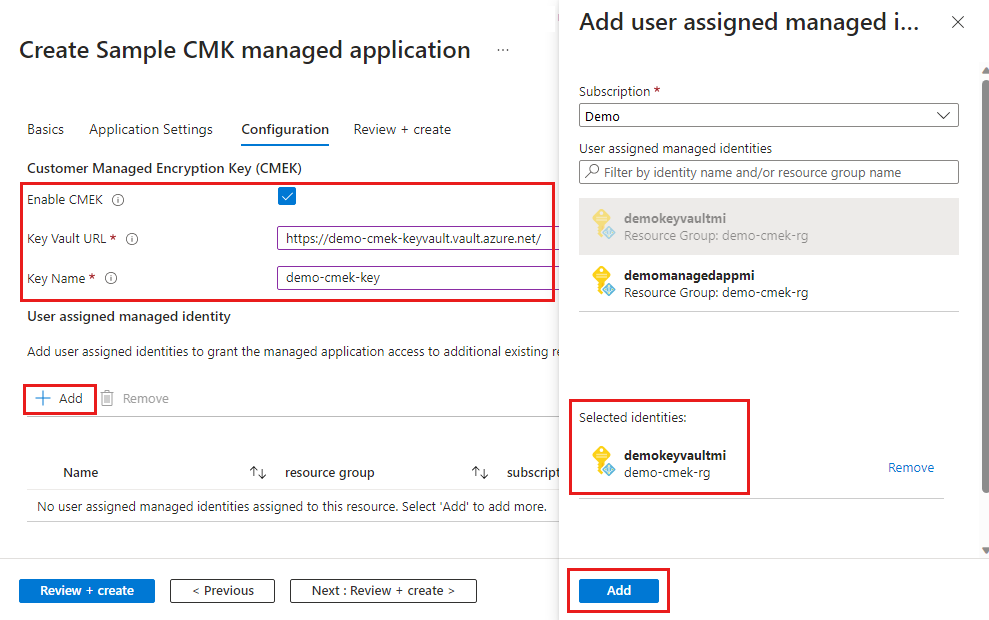 Create Sample CMK managed application
...
Basics Application Settings Configuration Review + create
Customer Managed Encryption Key (CMEK)
Enable CMEK
Key Vault URL *
https://demo-cmek-keyvault.vault.azure.net/
Key Name *
demo-cmek-key
User assigned managed identity
Add user assigned identities to grant the managed application access to additional existing re
Add Remove
Name resource group subscript
No user assigned managed identities assigned to this resource. Select 'Add' to add more.
Review + create < Previous Next : Review + create >
Add user assigned managed i...
Subscription *
Demo
User assigned managed identities
Filter by identity name and/or resource group name
demokeyvaultmi
Resource Group: demo-cmek-rg
demomanagedappmi
Resource Group: demo-cmek-rg
Selected identities:
demokeyvaultmi
demo-cmek-rg
Remove
Add